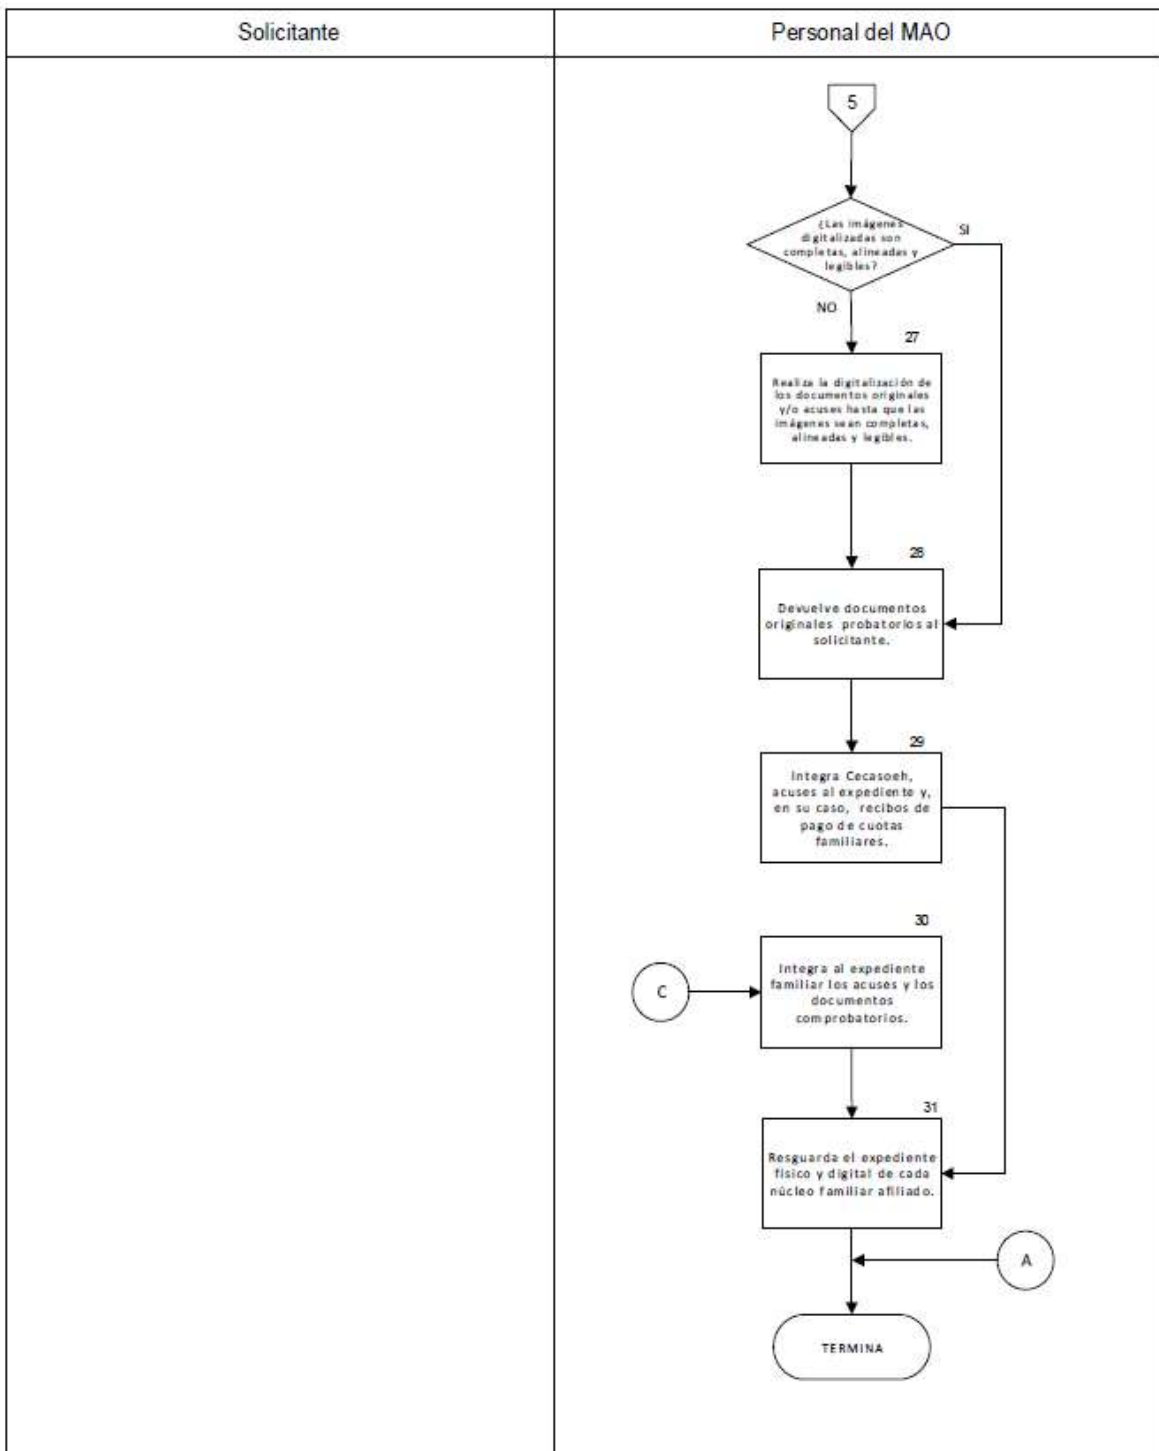 Solicitante
Personal del MAO
5
¿Las imágenes
digitalizadas son
completas, alineadas y
legibles?
SI
NO
27
Realiza la digitalización de
los documentos originales
y/o acuses hasta que las
imágenes sean completas,
alineadas y legibles.
28
Devuelve documentos
originales probatorios al
solicitante.
29
Integra Cecasoeh,
acuses al expediente y,
en su caso, recibos de
pago de cuotas
familiares.
30
C
Integra al expediente
familiar los acuses y los
documentos
comprobatorios.
31
Resguarda el expediente
físico y digital de cada
núcleo familiar afiliado.
A
TERMINA